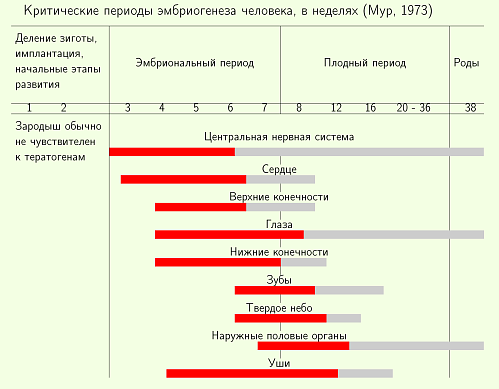 Критические периоды эмбриогенеза человека, в неделях (Мур, 1973)
Деление зиготы,
имплантация,
начальные этапы
развития
Эмбриональный период
Плодный период
Роды
1 2 3 4 5 6 7 8 12 16 20 - 36 38
Зародыш обычно
не чувствителен
к тератогенам
Центральная нервная система
Сердце
Верхние конечности
Глаза
Нижние конечности
Зубы
Твердое небо
Наружные половые органы
Уши